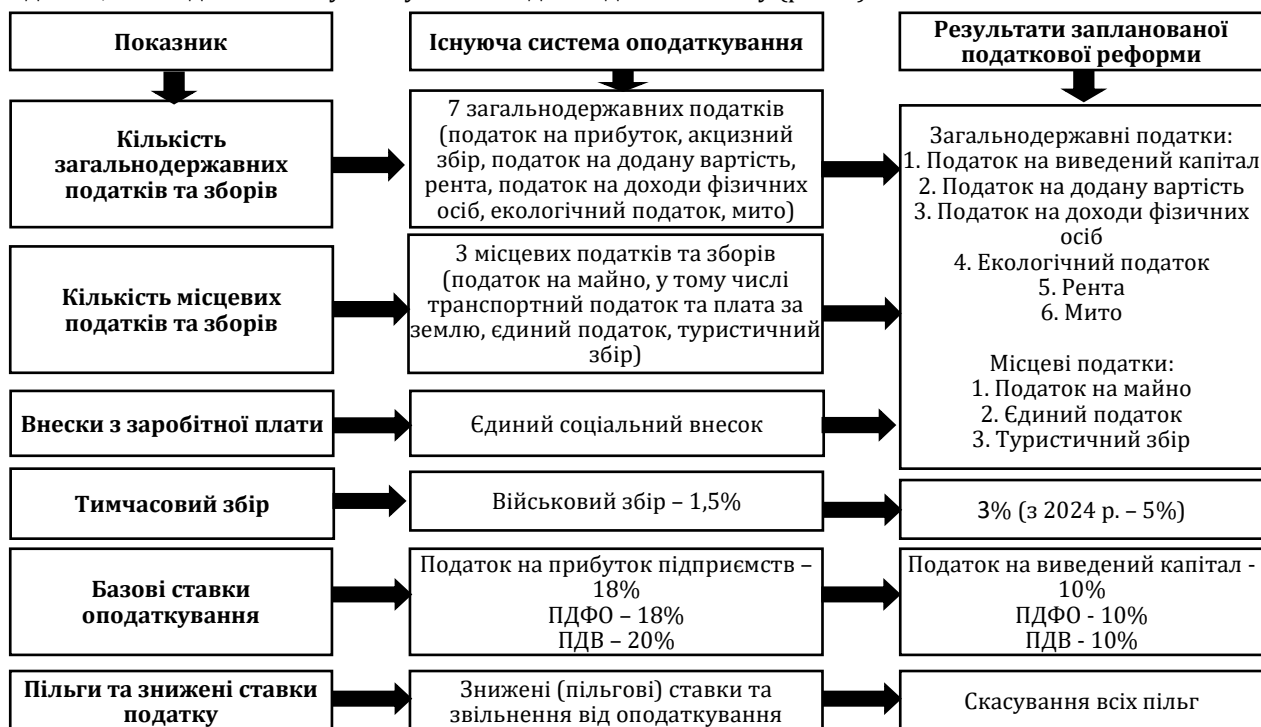 Показник
Існуюча система оподаткування
Результати запланованої
податкової реформи
Кількість
загальнодержавних
податків та зборів
7 загальнодержавних податків
(податок на прибуток, акцизний
збір, податок на додану вартість,
рента, податок на доходи фізичних
осіб, екологічний податок, мито)
Загальнодержавні податки:
1. Податок на виведений капітал
2. Податок на додану вартість
3. Податок на доходи фізичних
осіб
4. Екологічний податок
5. Рента
6. Мито
Місцеві податки:
1. Податок на майно
2. Єдиний податок
3. Туристичний збір
Кількість місцевих
податків та зборів
3 місцевих податків та зборів
(податок на майно, у тому числі
транспортний податок та плата за
землю, єдиний податок, туристичний
збір)
Внески з заробітної плати
Єдиний соціальний внесок
Тимчасовий збір
Військовий збір – 1,5%
3% (з 2024 р. – 5%)
Базові ставки
оподаткування
Податок на прибуток підприємств –
18%
ПДФО – 18%
ПДВ – 20%
Податок на виведений капітал -
10%
ПДФО - 10%
ПДВ - 10%
Пільги та знижені ставки
податку
Знижені (пільгові) ставки та
звільнення від оподаткування
Скасування всіх пільг